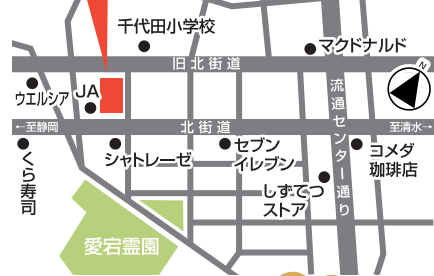 千代田小学校
マクドナルド
旧北街道
N
ウエルシア
JA
流通センター通り
←至静岡
北街道
至清水→
くら寿司
シャトレーゼ
セブン
イレブン
ヨメダ
珈琲店
しずてつ
ストア
愛宕霊園